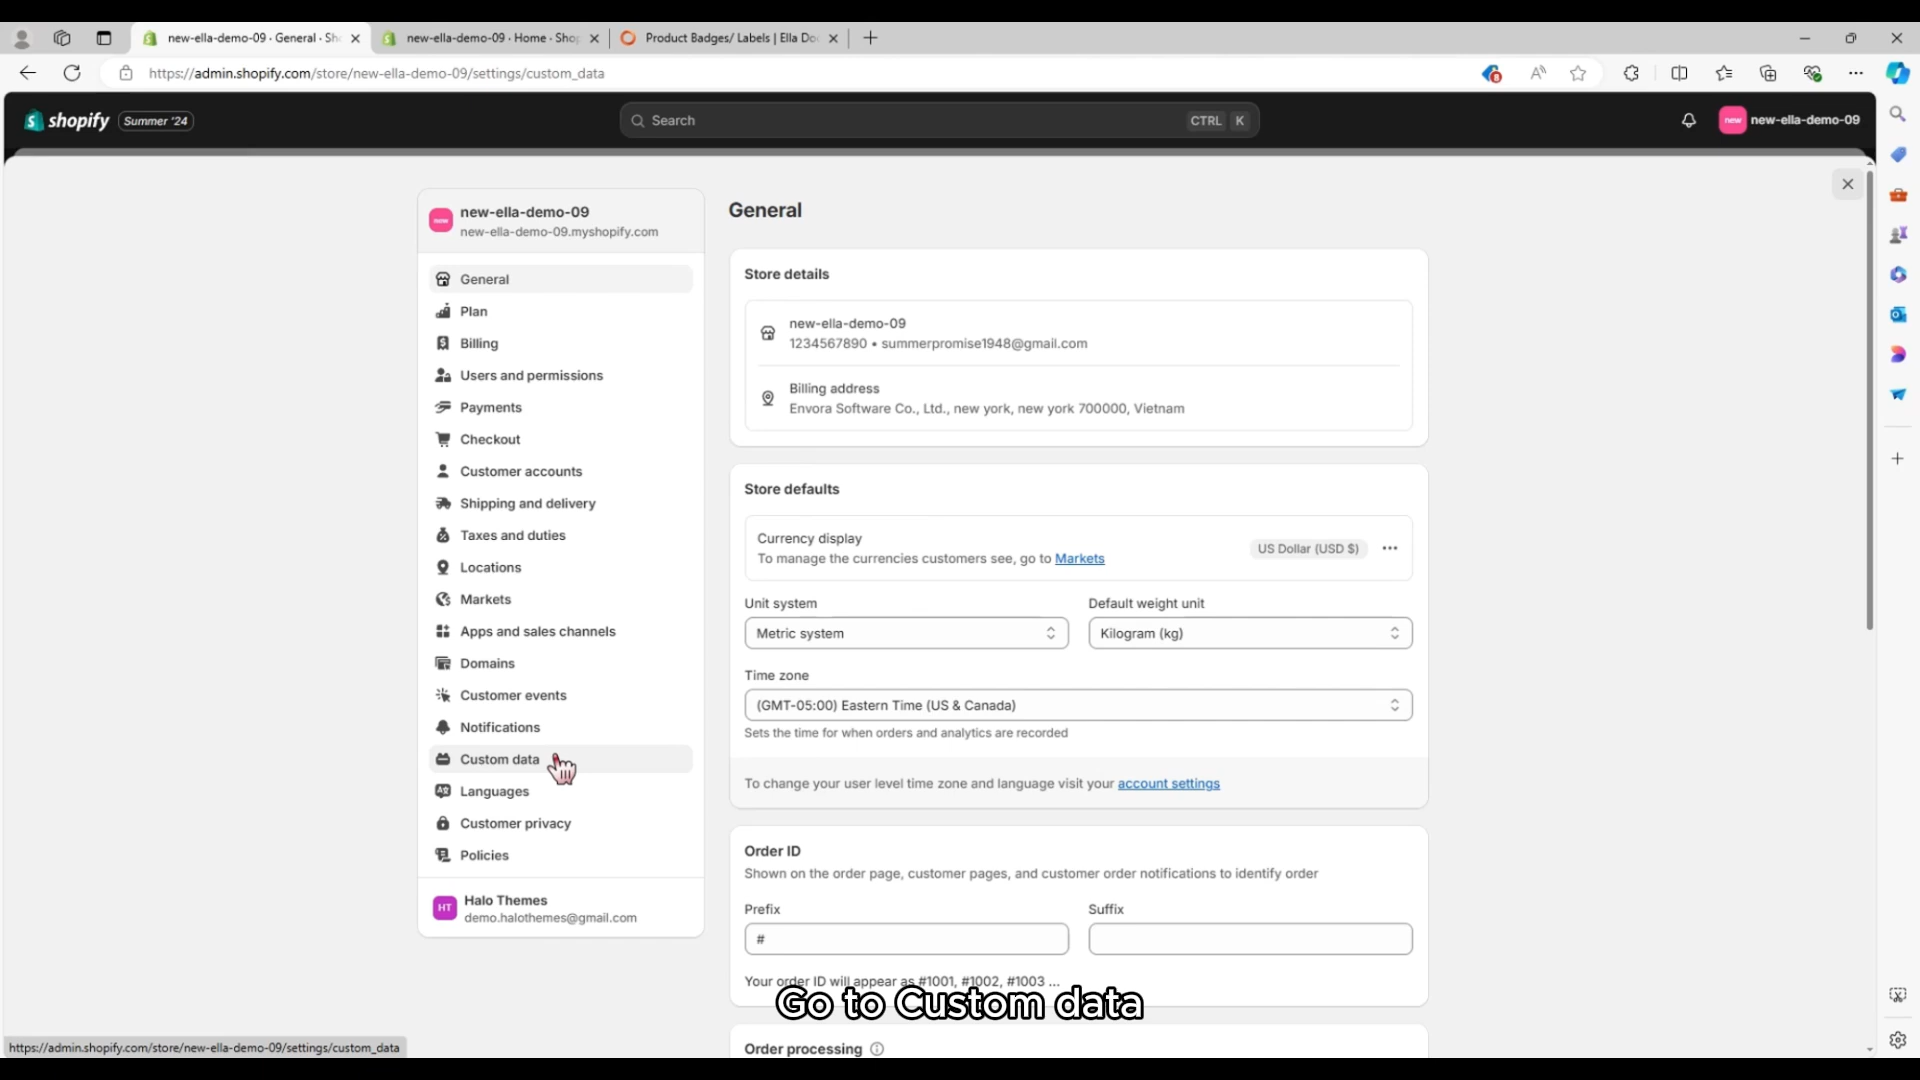 new-ella-demo-09 · General · Sh
new-ella-demo-09 · Home · Shop
Product Badges/ Labels | Ella Do
https://admin.shopify.com/store/new-ella-demo-09/settings/custom_data
shopify
Summer '24
Search
CTRL K
new
new-ella-demo-09
new
new-ella-demo-09
new-ella-demo-09.myshopify.com
General
Plan
Billing
Users and permissions
Payments
Checkout
Customer accounts
Shipping and delivery
Taxes and duties
Locations
Markets
Apps and sales channels
Domains
Customer events
Notifications
Custom data
Languages
Customer privacy
Policies
HT
Halo Themes
demo.halothemes@gmail.com
General
Store details
new-ella-demo-09
1234567890 • summerpromise1948@gmail.com
Billing address
Envora Software Co., Ltd., new york, new york 700000, Vietnam
Store defaults
Currency display
To manage the currencies customers see, go to Markets
US Dollar (USD $)
Unit system
Default weight unit
Metric system
Kilogram (kg)
Time zone
(GMT-05:00) Eastern Time (US & Canada)
Sets the time for when orders and analytics are recorded
To change your user level time zone and language visit your account settings
Order ID
Shown on the order page, customer pages, and customer order notifications to identify order
Prefix
Suffix
#
Your order ID will appear as #1001, #1002, #1003 ...
Go to Custom data
Order processing
https://admin.shopify.com/store/new-ella-demo-09/settings/custom_data